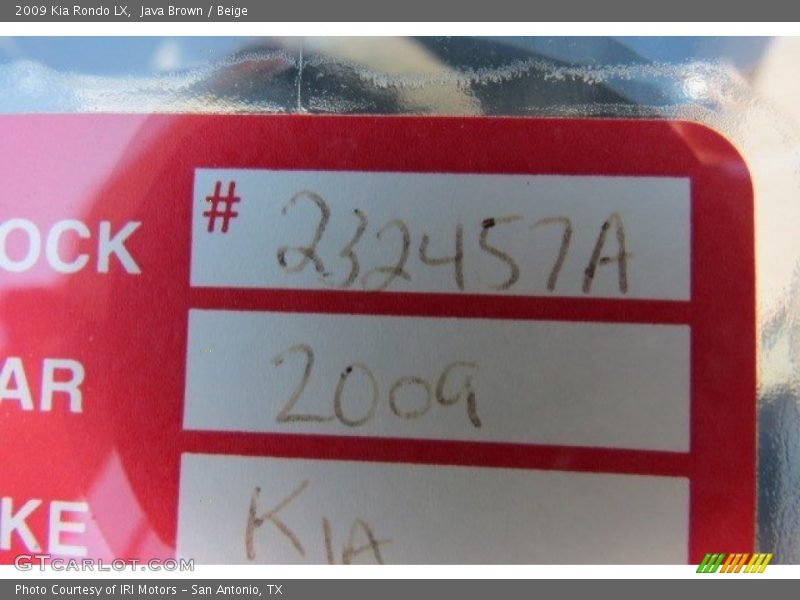 2009 Kia Rondo LX, Java Brown / Beige
OCK # 232457A
AR 2009
KE KIA
GTcarlot.com
Photo Courtesy of IRI Motors - San Antonio, TX